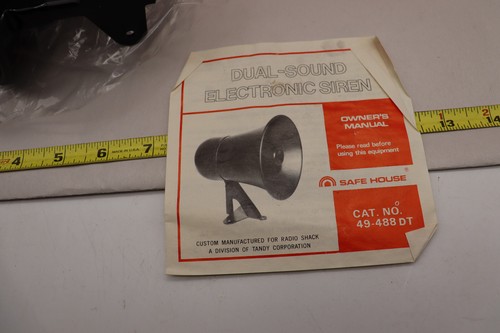 DUAL-SOUND
ELECTRONIC SIREN
OWNER'S
MANUAL
Please read before
using this equipment
SAFE HOUSE®
CAT. NO.
49-488 DT
CUSTOM MANUFACTURED FOR RADIO SHACK
A DIVISION OF TANDY CORPORATION
4 5 6 7